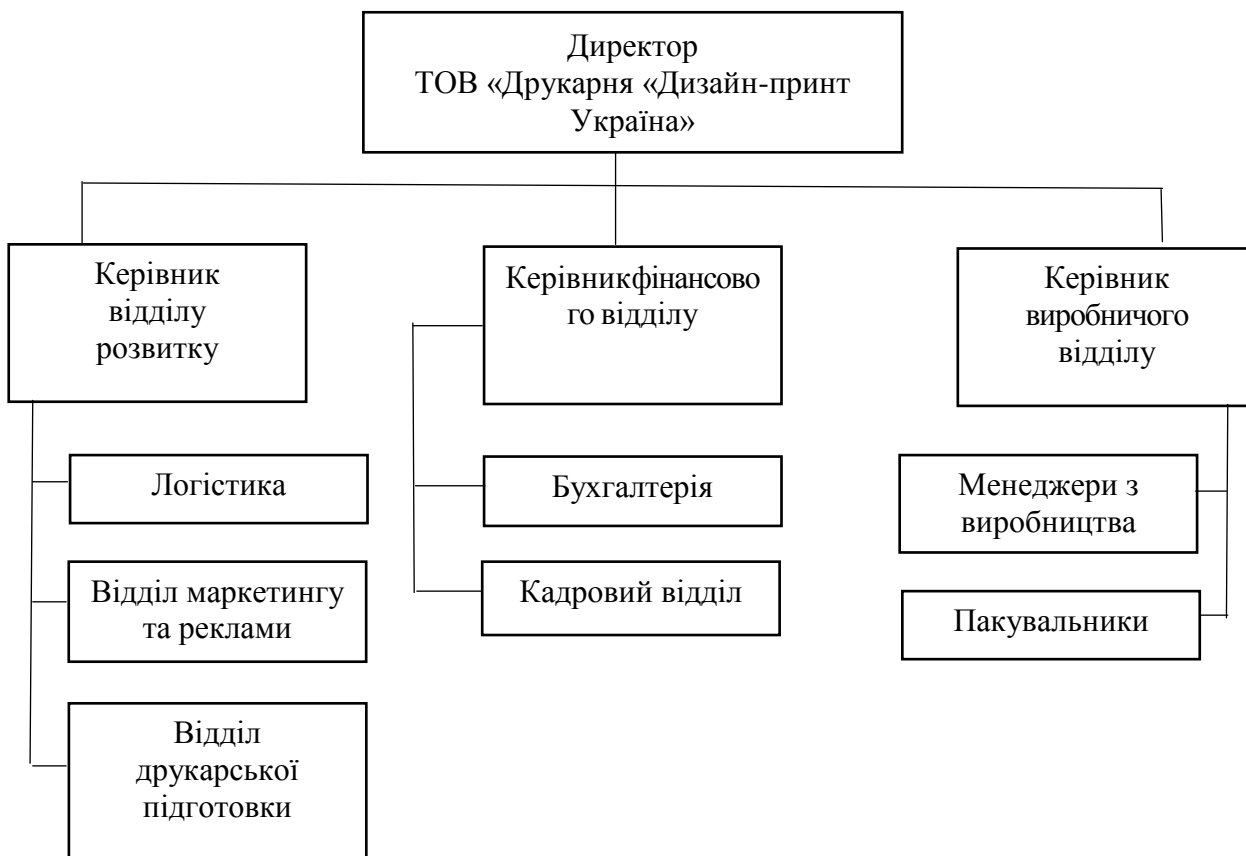 Директор
ТОВ «Друкарня «Дизайн-принт
Україна»
Керівник
відділу
розвитку
Керівникфінансово
го відділу
Керівник
виробничого
відділу
Логістика
Бухгалтерія
Менеджери з
виробництва
Відділ маркетингу
та реклами
Кадровий відділ
Пакувальники
Відділ
друкарської
підготовки